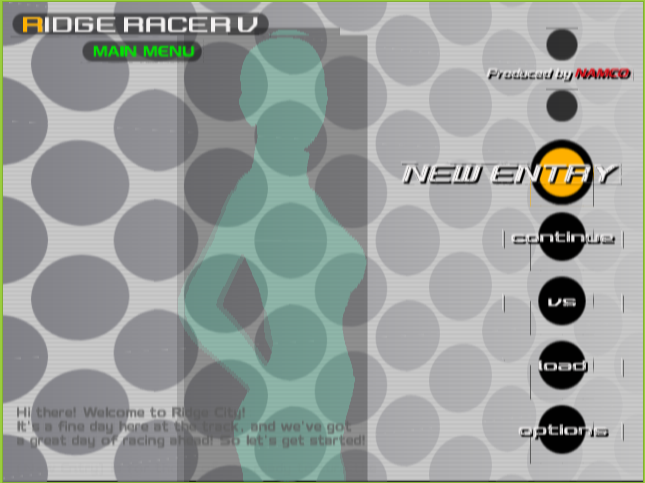 RIDGE RACER V
MAIN MENU
Produced by NAMCO
NEW ENTRY
continue
vs
load
options
Hi there! Welcome to Ridge City!
It's a fine day here at the track, and we've got
a great day of racing ahead! So let's get started!